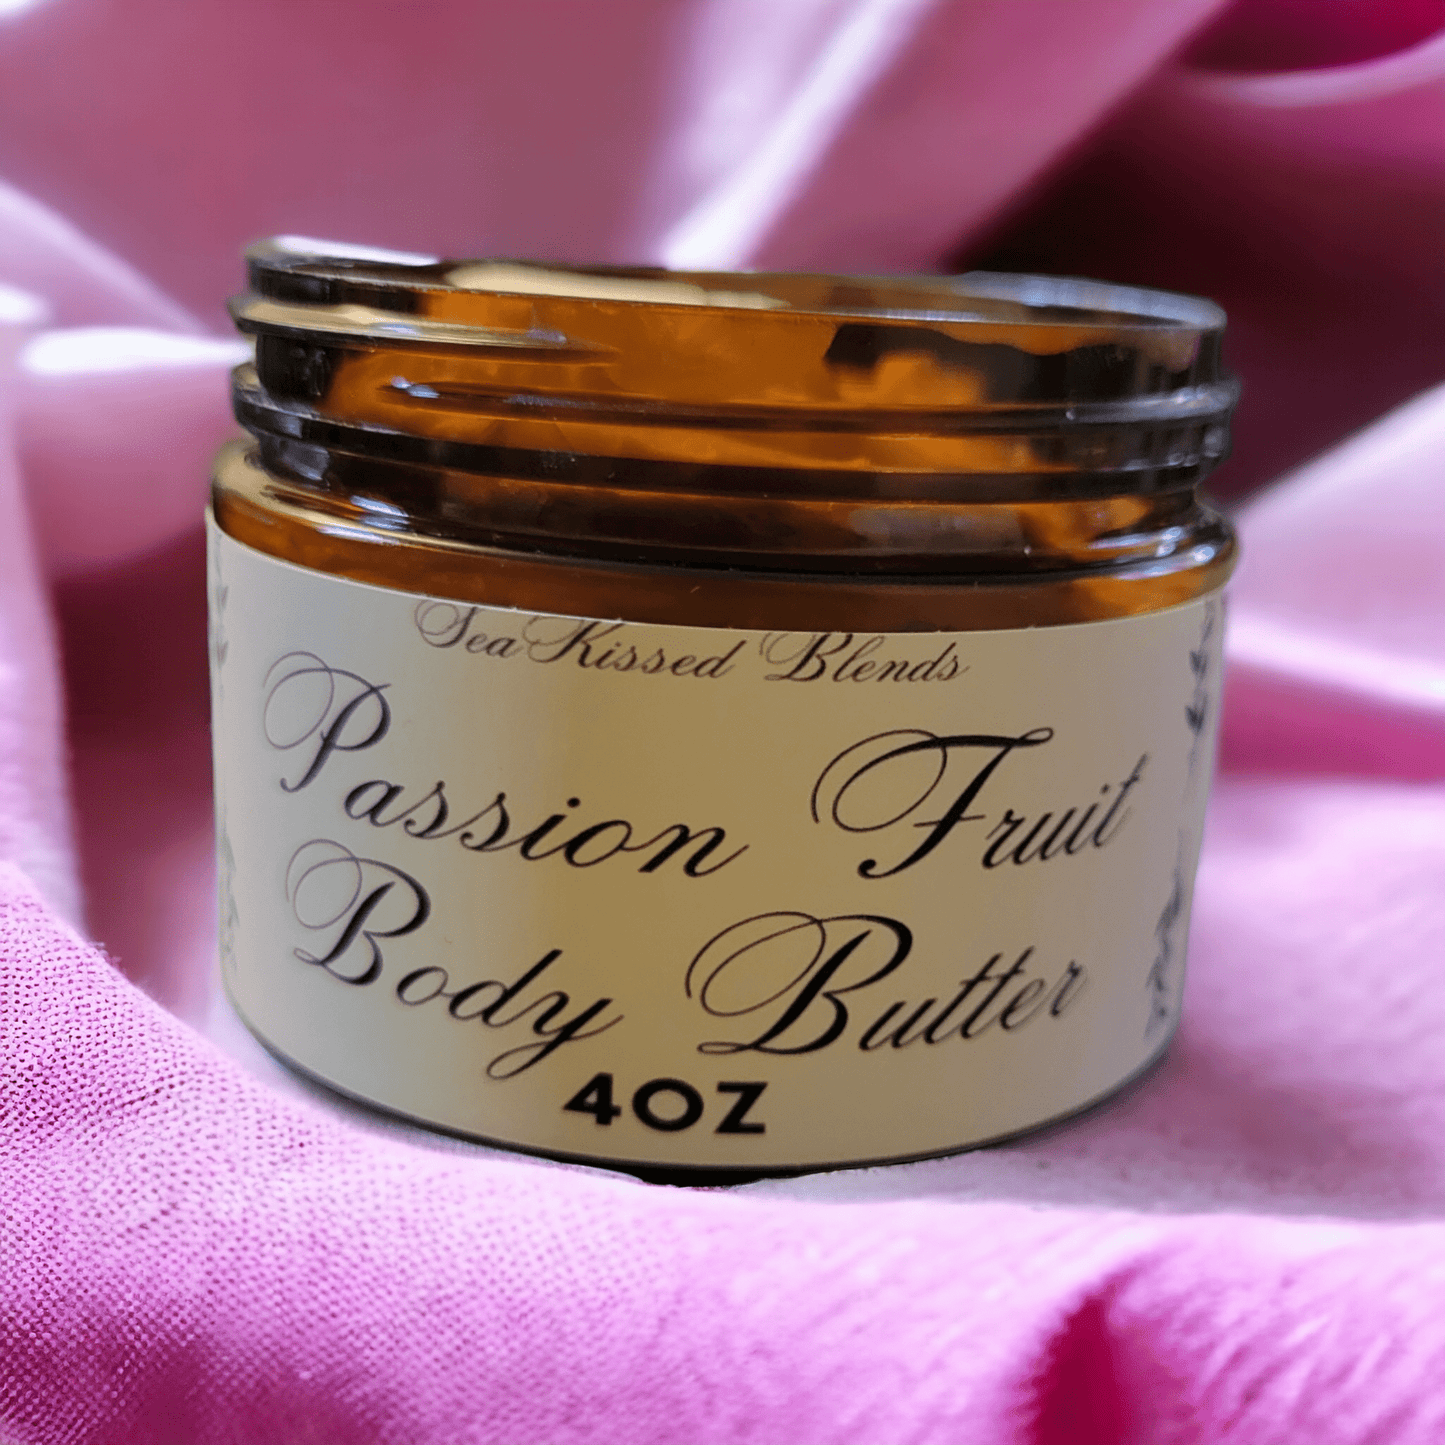 SeaKissed Blends
Passion Fruit
Body Butter
4OZ